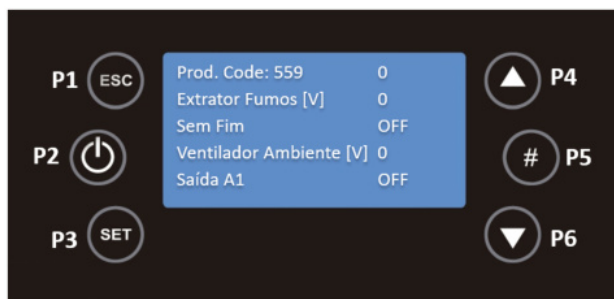 P1 ESC
P2
P3 SET
Prod. Code: 559 0
Extrator Fumos [V] 0
Sem Fim OFF
Ventilador Ambiente [V] 0
Saída A1 OFF
P4
# P5
P6